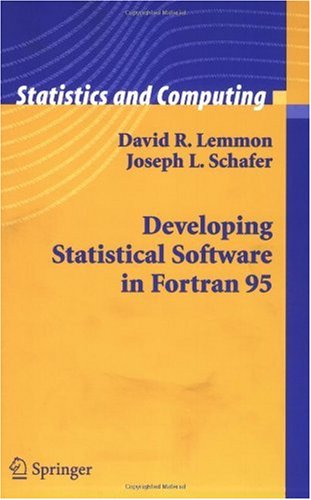 Statistics and Computing
David R. Lemmon
Joseph L. Schafer
Developing
Statistical Software
in Fortran 95
Springer